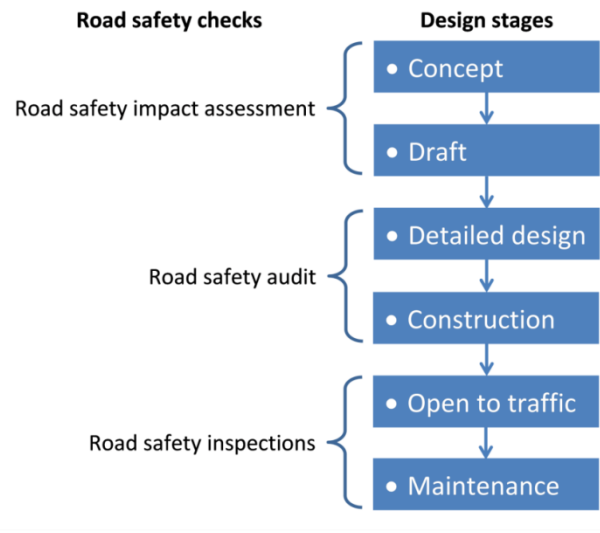 Road safety checks
Design stages
Road safety impact assessment
• Concept
• Draft
Road safety audit
• Detailed design
• Construction
Road safety inspections
• Open to traffic
• Maintenance